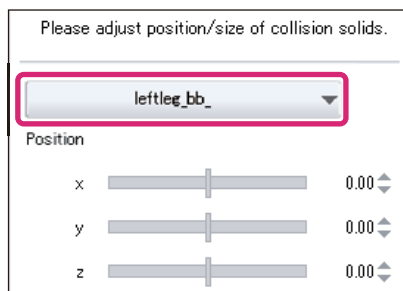 Please adjust position/size of collision solids.
leftleg_bb_
Position
x 0.00
y 0.00
z 0.00